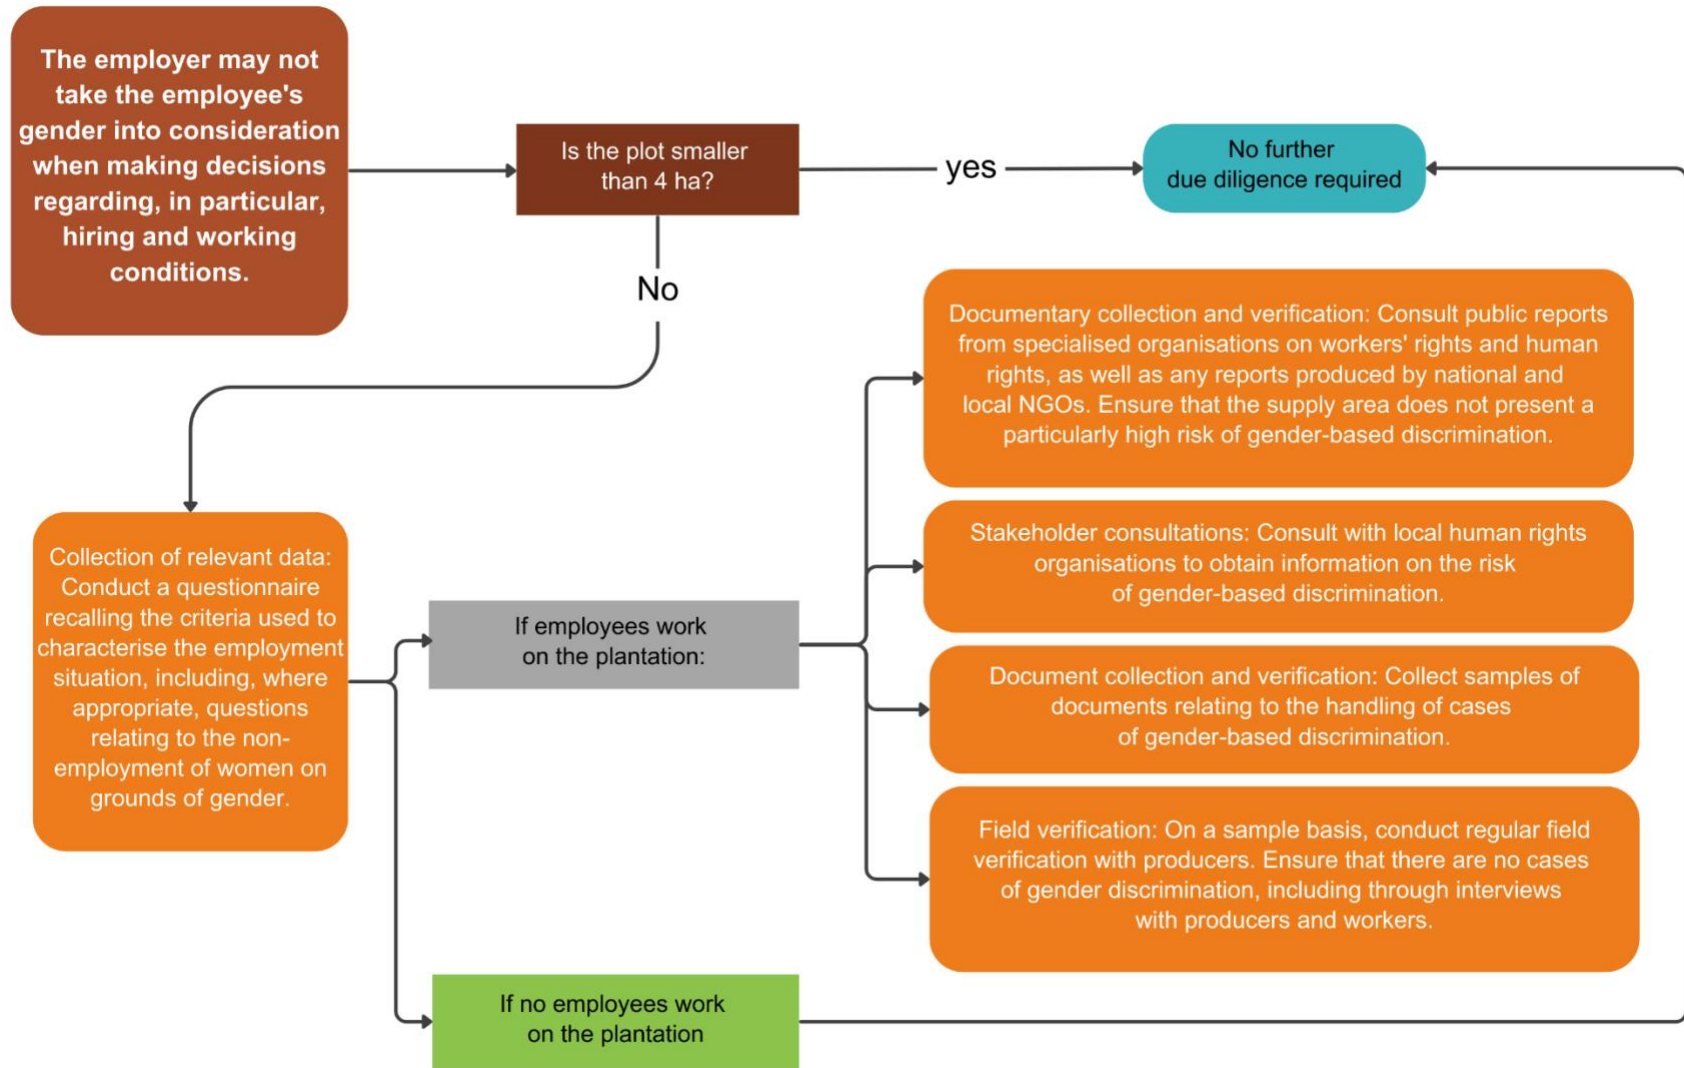 The employer may not
take the employee's
gender into consideration
when making decisions
regarding, in particular,
hiring and working
conditions.
Is the plot smaller
than 4 ha?
yes
No further
due diligence required
No
Documentary collection and verification: Consult public reports
from specialised organisations on workers' rights and human
rights, as well as any reports produced by national and
local NGOs. Ensure that the supply area does not present a
particularly high risk of gender-based discrimination.
Stakeholder consultations: Consult with local human rights
organisations to obtain information on the risk
of gender-based discrimination.
Collection of relevant data:
Conduct a questionnaire
recalling the criteria used to
characterise the employment
situation, including, where
appropriate, questions
relating to the non-
employment of women on
grounds of gender.
If employees work
on the plantation:
Document collection and verification: Collect samples of
documents relating to the handling of cases
of gender-based discrimination.
Field verification: On a sample basis, conduct regular field
verification with producers. Ensure that there are no cases
of gender discrimination, including through interviews
with producers and workers.
If no employees work
on the plantation